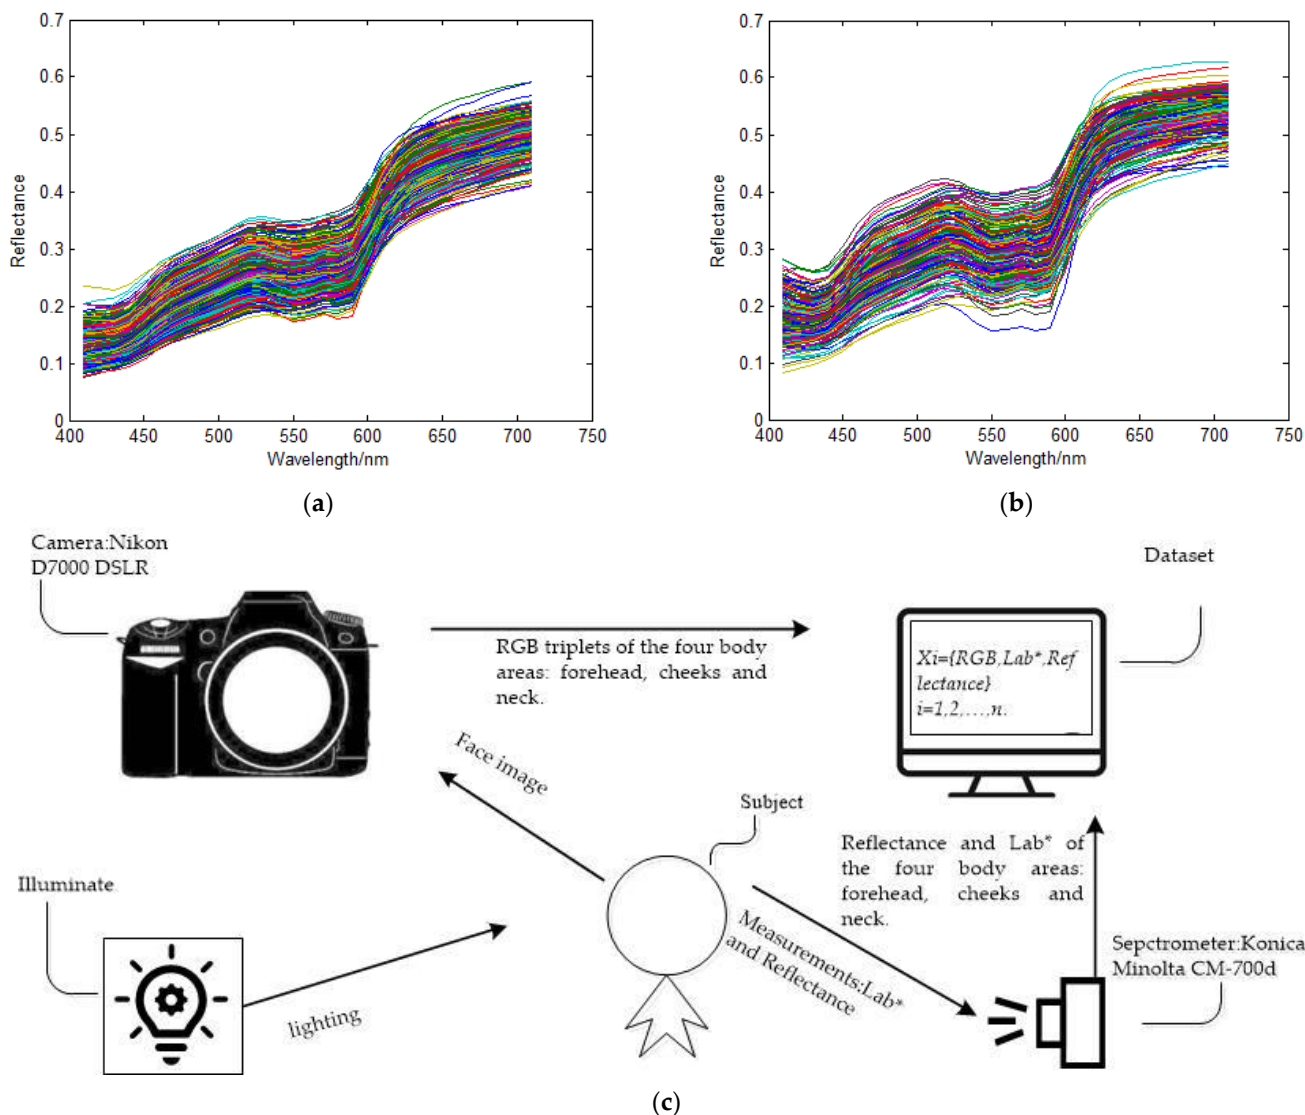 0.7
0.6
0.5
0.4
0.3
0.2
0.1
0
Reflectance
400 450 500 550 600 650 700 750
Wavelength/nm
(a)
0.7
0.6
0.5
0.4
0.3
0.2
0.1
0
Reflectance
400 450 500 550 600 650 700 750
Wavelength/nm
(b)
Camera:Nikon
D7000 DSLR
RGB triplets of the four body
areas: forehead, cheeks and
neck.
Dataset
Xi={RGB,Lab*,Ref
lectance}
i=1,2,...,n.
Face image
Subject
Illuminate
lighting
Measurements:Lab*
and Reflectance
Reflectance and Lab* of
the four body areas:
forehead, cheeks and
neck.
Sepctrometer:Konica
Minolta CM-700d
(c)